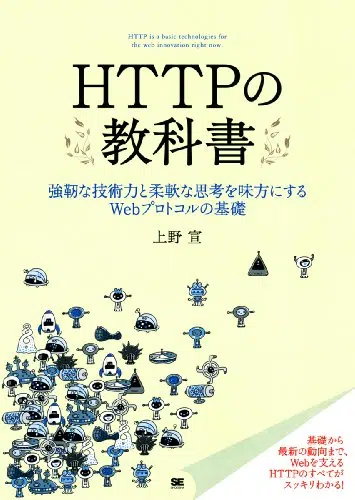 HTTP is a basic technologies for
the web innovation right now
HTTPの
教科書
強靭な技術力と柔軟な思考を味方にする
Webプロトコルの基礎
上野 宣
基礎から
最新の動向まで、
Webを支える
HTTPのすべてが
スッキリわかる!
SE
SHOEISHA